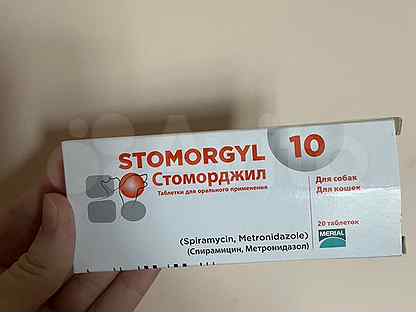 STOMORGYL 10
Стоморджил
Таблетки для орального применения
Для собак
Для кошек
20 таблеток
MERIAL
(Spiramycin, Metronidazole)
(Спирамицин, Метронидазол)